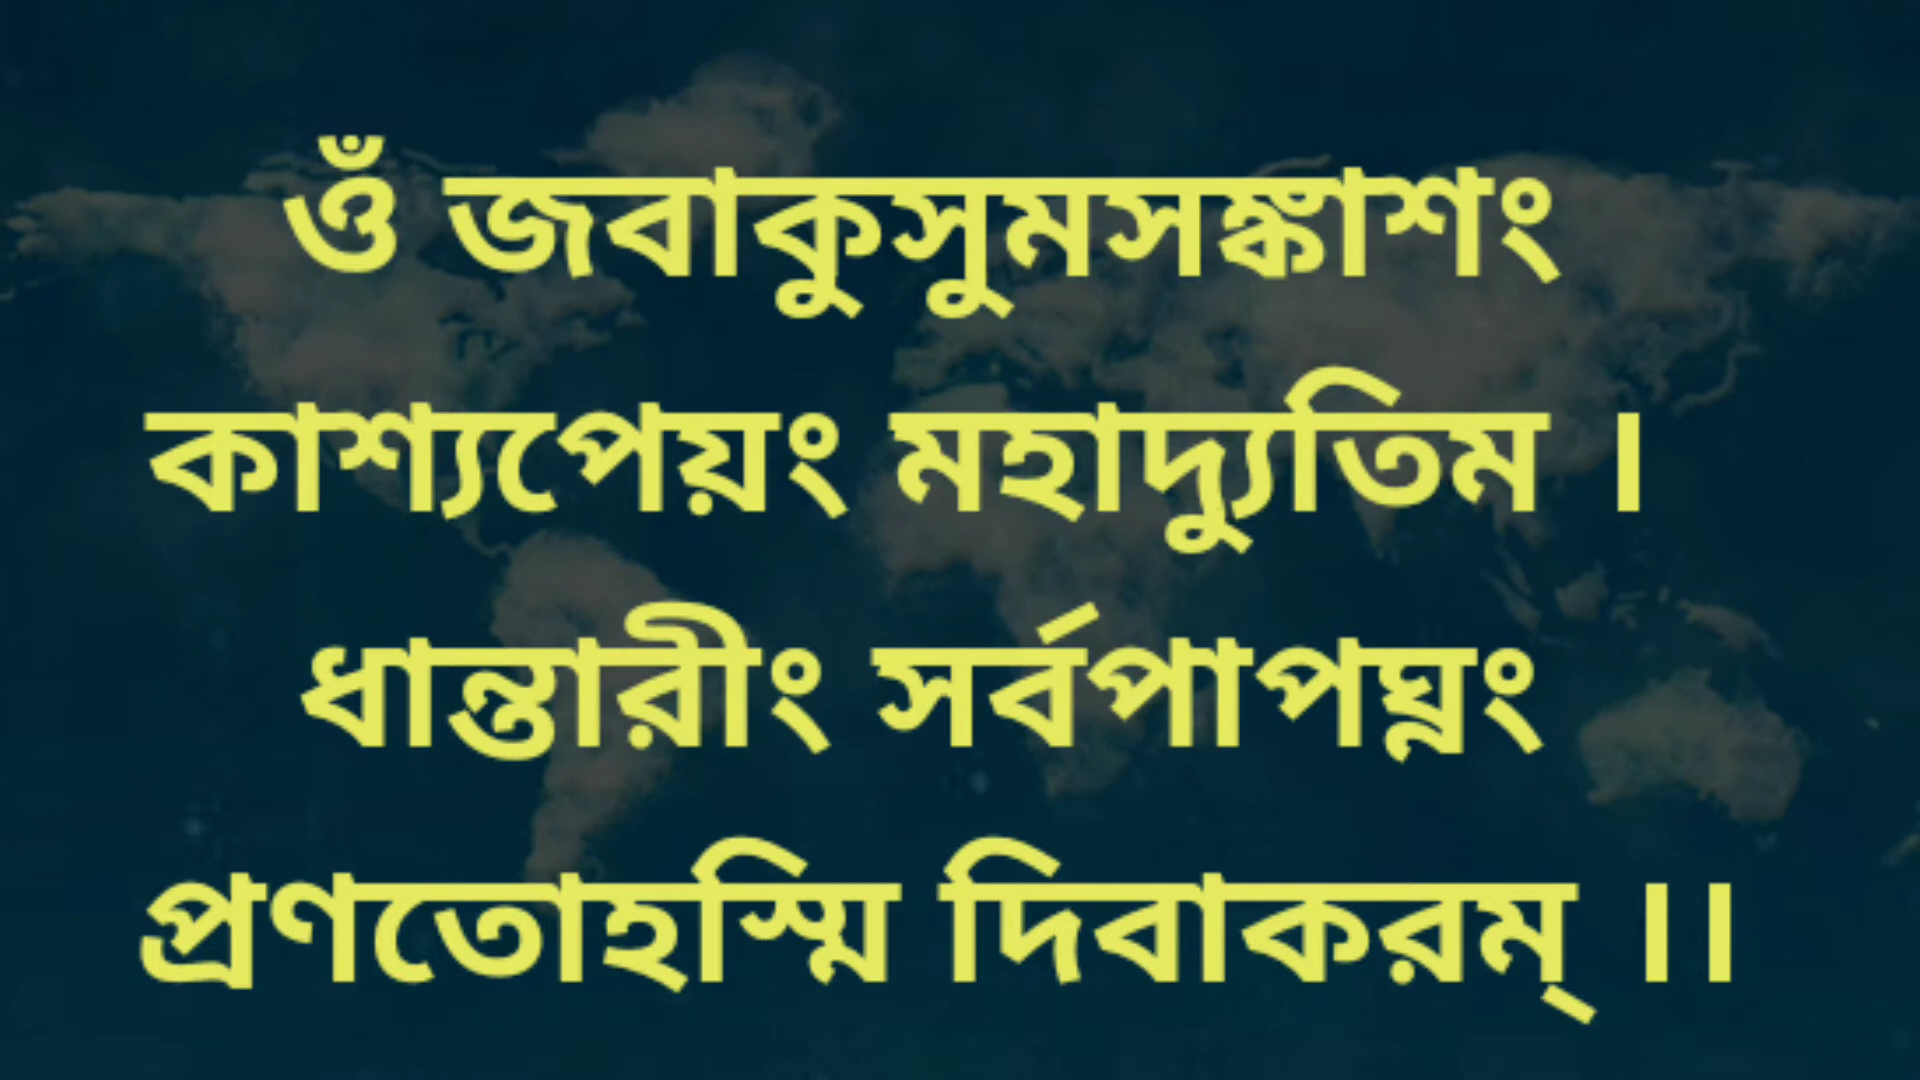 ওঁ জবাকুসুমসঙ্কাশং
কাশ্যপেয়ং মহাদ্যুতিম ।
ধান্তারীং সর্বপাপঘ্নং
প্রণতোহস্মি দিবাকরম্ ।।